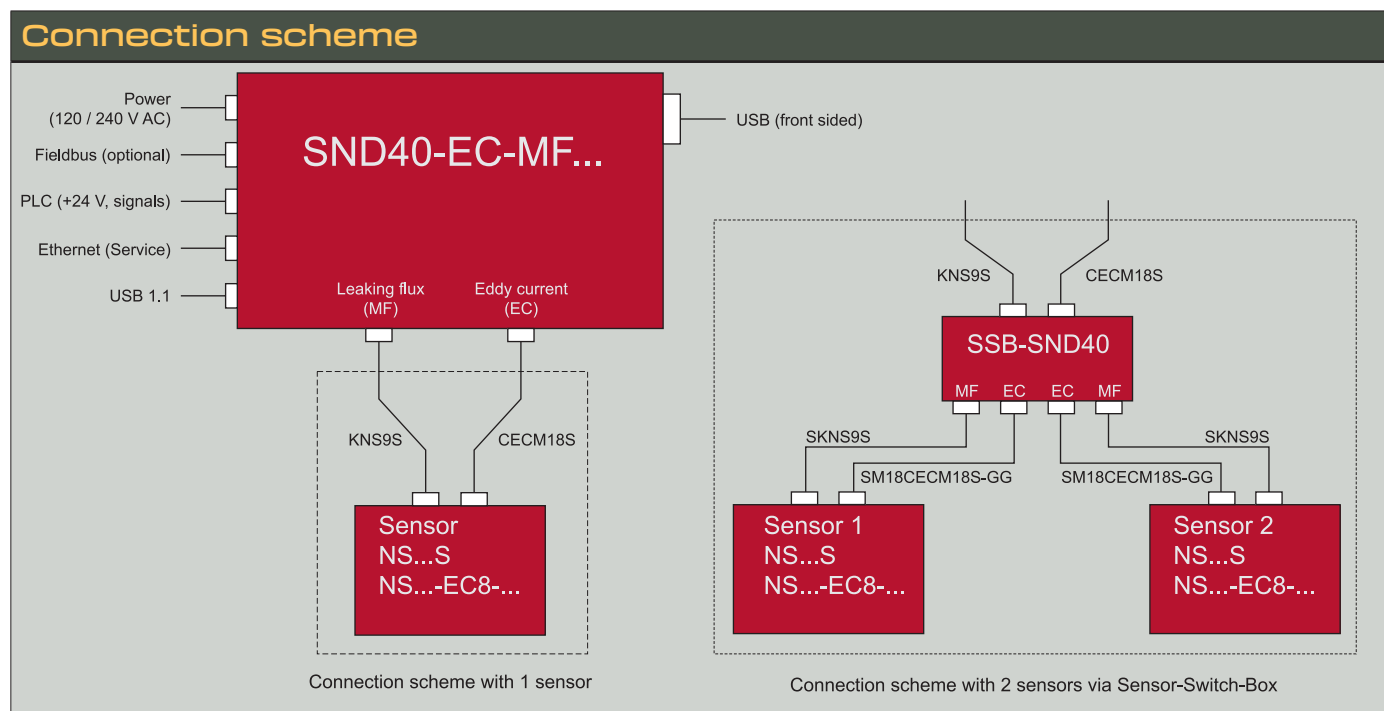 Connection scheme
Power
(120 / 240 V AC)
Fieldbus (optional)
PLC (+24 V, signals)
Ethernet (Service)
USB 1.1
SND40-EC-MF...
USB (front sided)
Leaking flux
(MF)
Eddy current
(EC)
KNS9S
CECM18S
Sensor
NS...S
NS...-EC8-...
Connection scheme with 1 sensor
KNS9S
CECM18S
SSB-SND40
MF EC EC MF
SKNS9S
SKNS9S
SM18CECM18S-GG
SM18CECM18S-GG
Sensor 1
NS...S
NS...-EC8-...
Sensor 2
NS...S
NS...-EC8-...
Connection scheme with 2 sensors via Sensor-Switch-Box